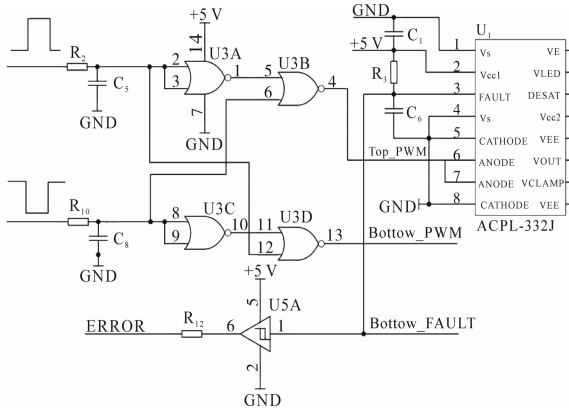 GND
U1
+5 V
C1
1 Vs VE
+5 V
14
U3A
R3
2 Vcc1 VLED
R2
2
1
U3B
5
3 FAULT DESAT
3
4
4 Vs Vcc2
C5
6
C6
5 CATHODE VEE
GND
7
GND
Top_PWM
6 ANODE VOUT
7 ANODE VCLAMP
GND
8 CATHODE VEE
U3C
ACPL-332J
R10
8
10
U3D
11
9
13
Bottow_PWM
C8
12
GND
+5 V
5
U5A
ERROR
R12
6
1
Bottow_FAULT
2
GND